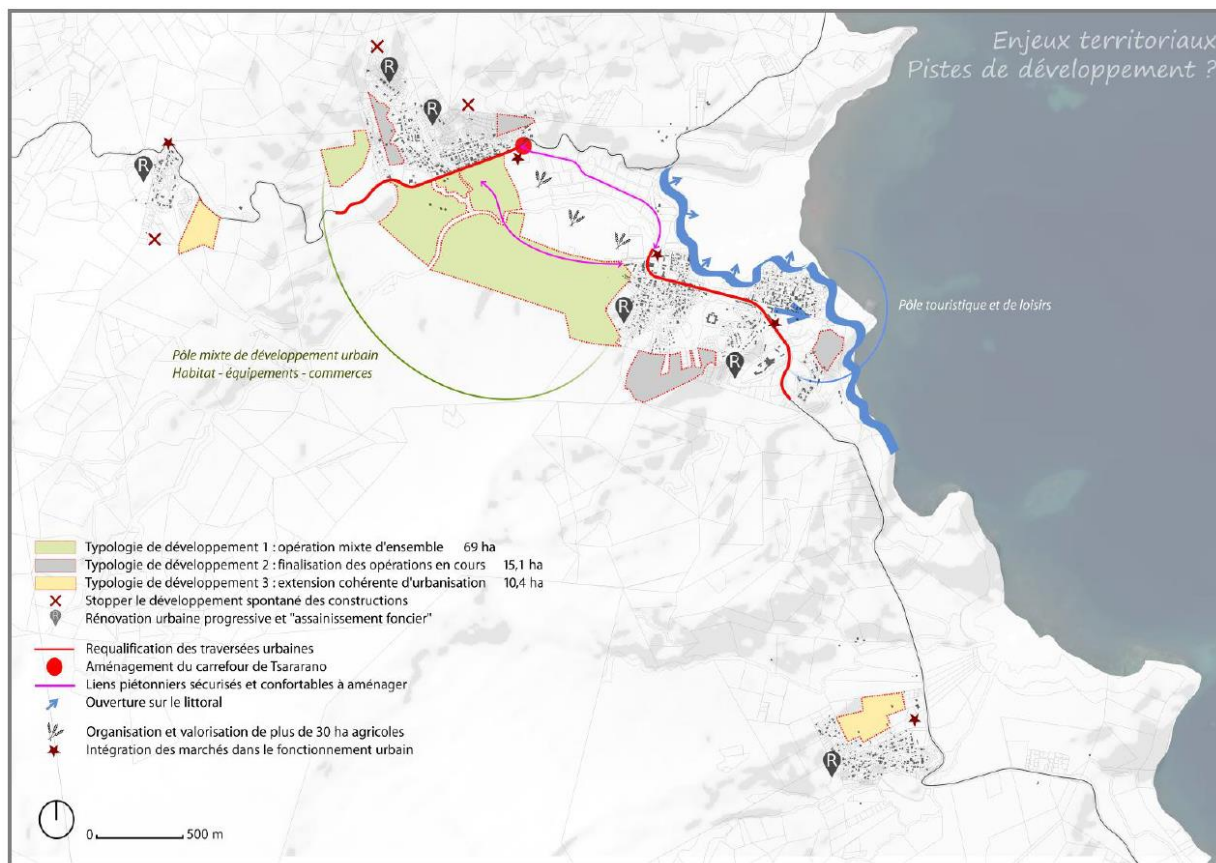 Enjeux territoriaux
Pistes de développement ?
R
R
R
Pôle touristique et de loisirs
R
Pôle mixte de développement urbain
Habitat - équipements - commerces
R
Typologie de développement 1 : opération mixte d'ensemble 69 ha
Typologie de développement 2 : finalisation des opérations en cours 15,1 ha
Typologie de développement 3 : extension cohérente d'urbanisation 10,4 ha
Stopper le développement spontané des constructions
R Rénovation urbaine progressive et "assainissement foncier"
Requalification des traversées urbaines
Aménagement du carrefour de Tsararano
Liens piétonniers sécurisés et confortables à aménager
Ouverture sur le littoral
Organisation et valorisation de plus de 30 ha agricoles
Intégration des marchés dans le fonctionnement urbain
R
0 500 m